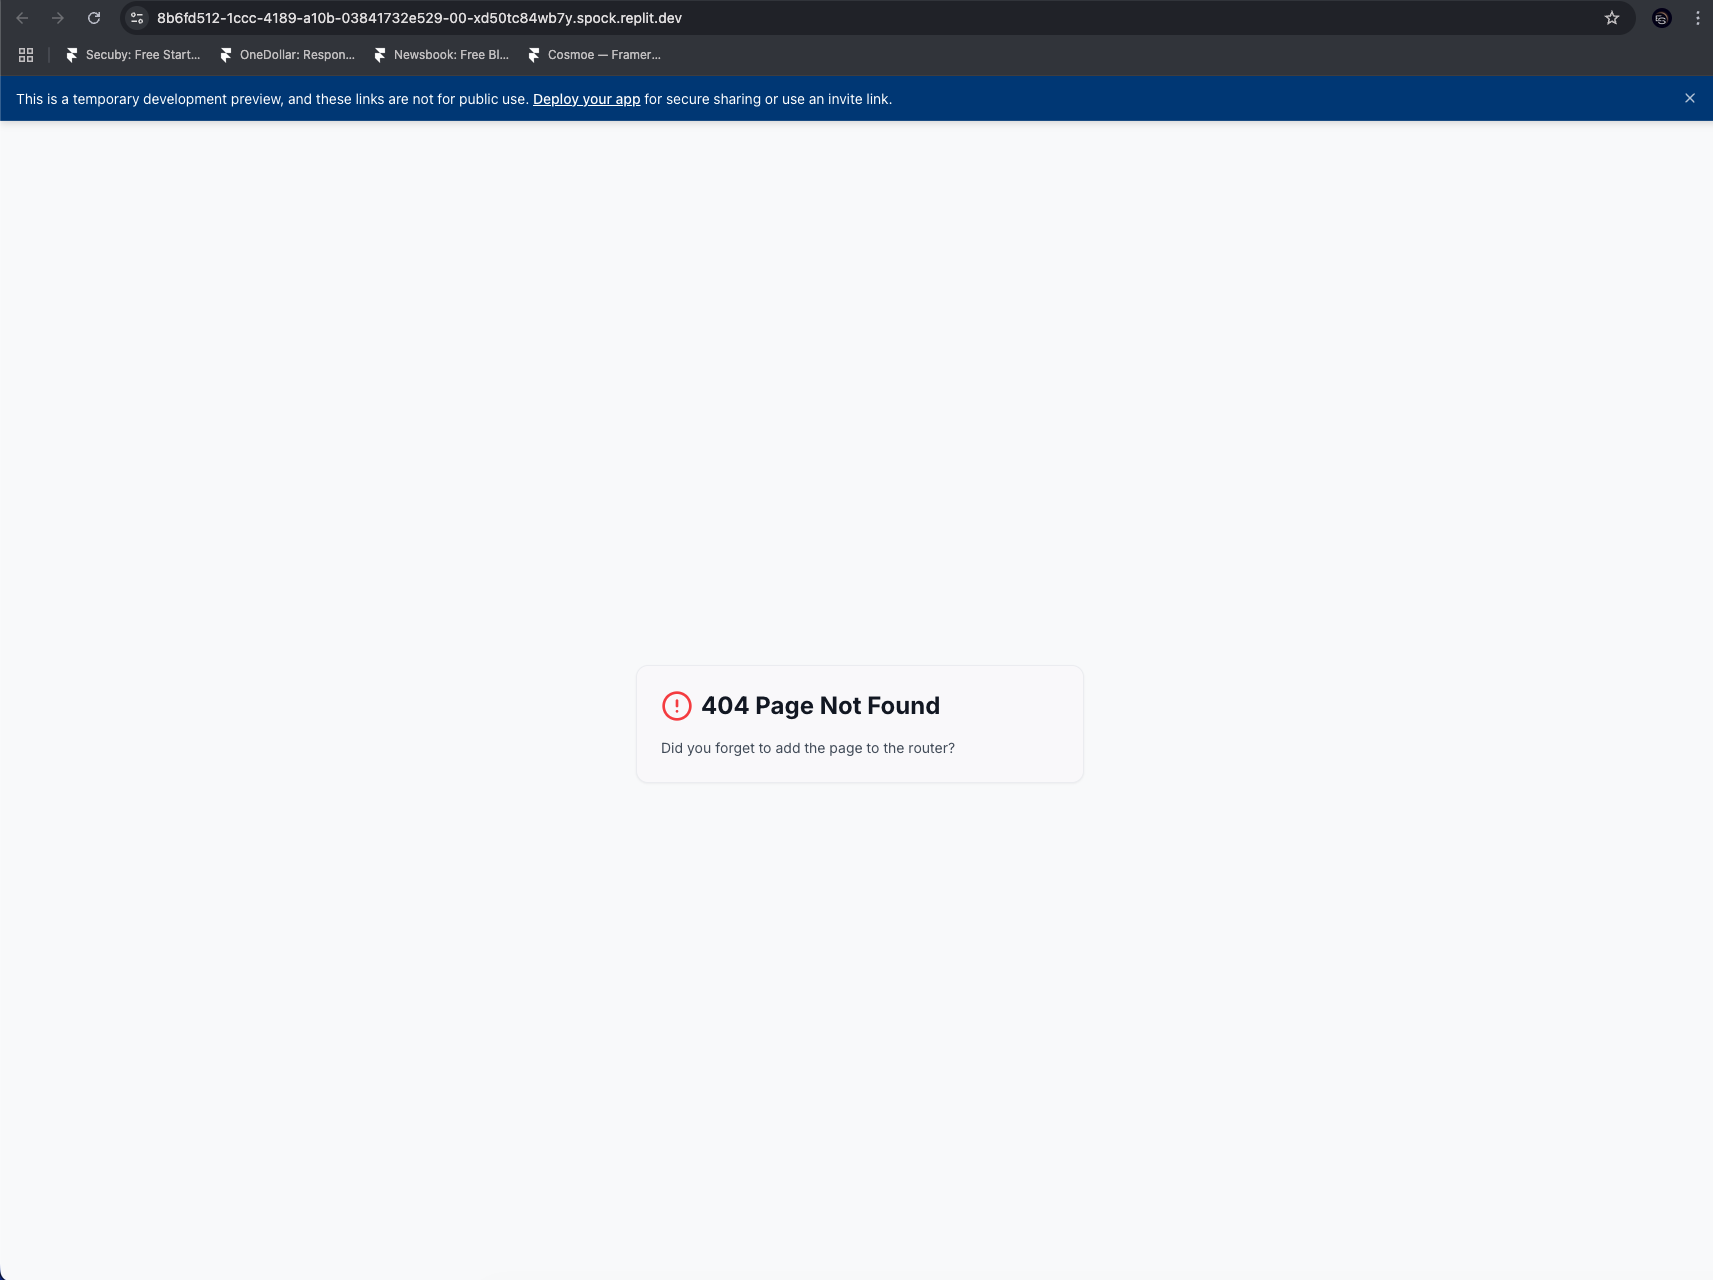 8b6fd512-1ccc-4189-a10b-03841732e529-00-xd50tc84wb7y.spock.replit.dev
Secuby: Free Start... OneDollar: Respon... Newsbook: Free Bl... Cosmoe — Framer...
This is a temporary development preview, and these links are not for public use. Deploy your app for secure sharing or use an invite link.
404 Page Not Found
Did you forget to add the page to the router?